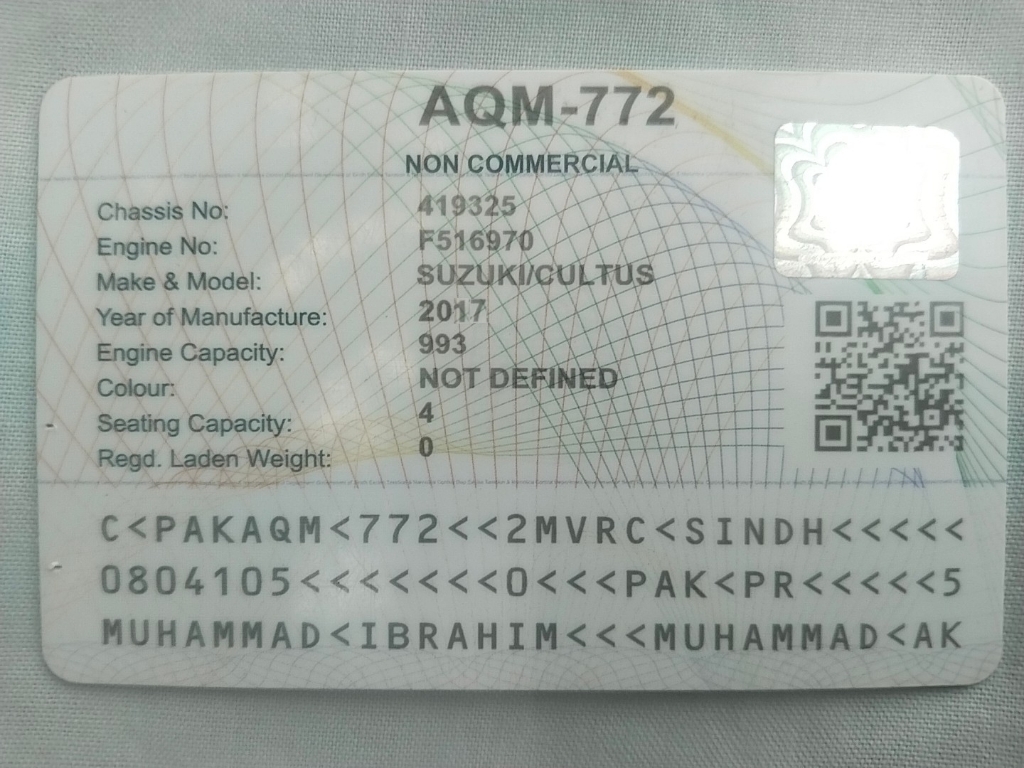 AQM-772
NON COMMERCIAL
Chassis No: 419325
Engine No: F516970
Make & Model: SUZUKI/CULTUS
Year of Manufacture: 2017
Engine Capacity: 993
Colour: NOT DEFINED
Seating Capacity: 4
Regd. Laden Weight: 0
C<PAKAQM<772<<2MVRC<SINDH<<<<<
0804105<<<<<<<0<<<PAK<PR<<<<<5
MUHAMMAD<IBRAHIM<<<MUHAMMAD<AK